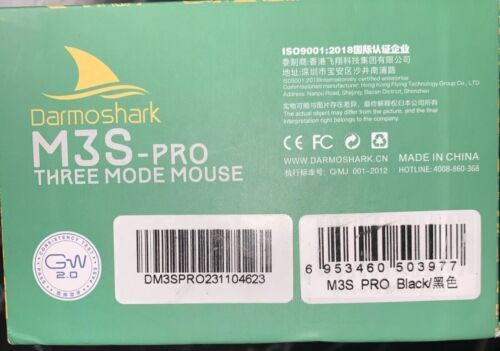 Darmoshark
M3S-PRO
THREE MODE MOUSE
ISO9001:2018国际认证企业
委制商:香港飞翔科技集团有限公司
地址:深圳市宝安区沙井南浦路
ISO9001:2018 Internationally certified enterprise
Commissioned manufacturer: Hong Kong Flying Technology Group Co., LTD
Address: Nanpu Road, Shajing, Baoan District, Shenzhen
实物可能与图片存在差异,最终解释权归本公司所有
The actual object may differ from the picture, and the final
interpretation right belongs to the company.
CE FC
WWW.DARMOSHARK.CN
MADE IN CHINA
执行标准号: Q/MJ 001-2012
HOTLINE: 4008-860-368
CONSISTENCY TEST
GW
2.0
DM3SPRO231104623
6 953460 503977
M3S PRO Black/黑色